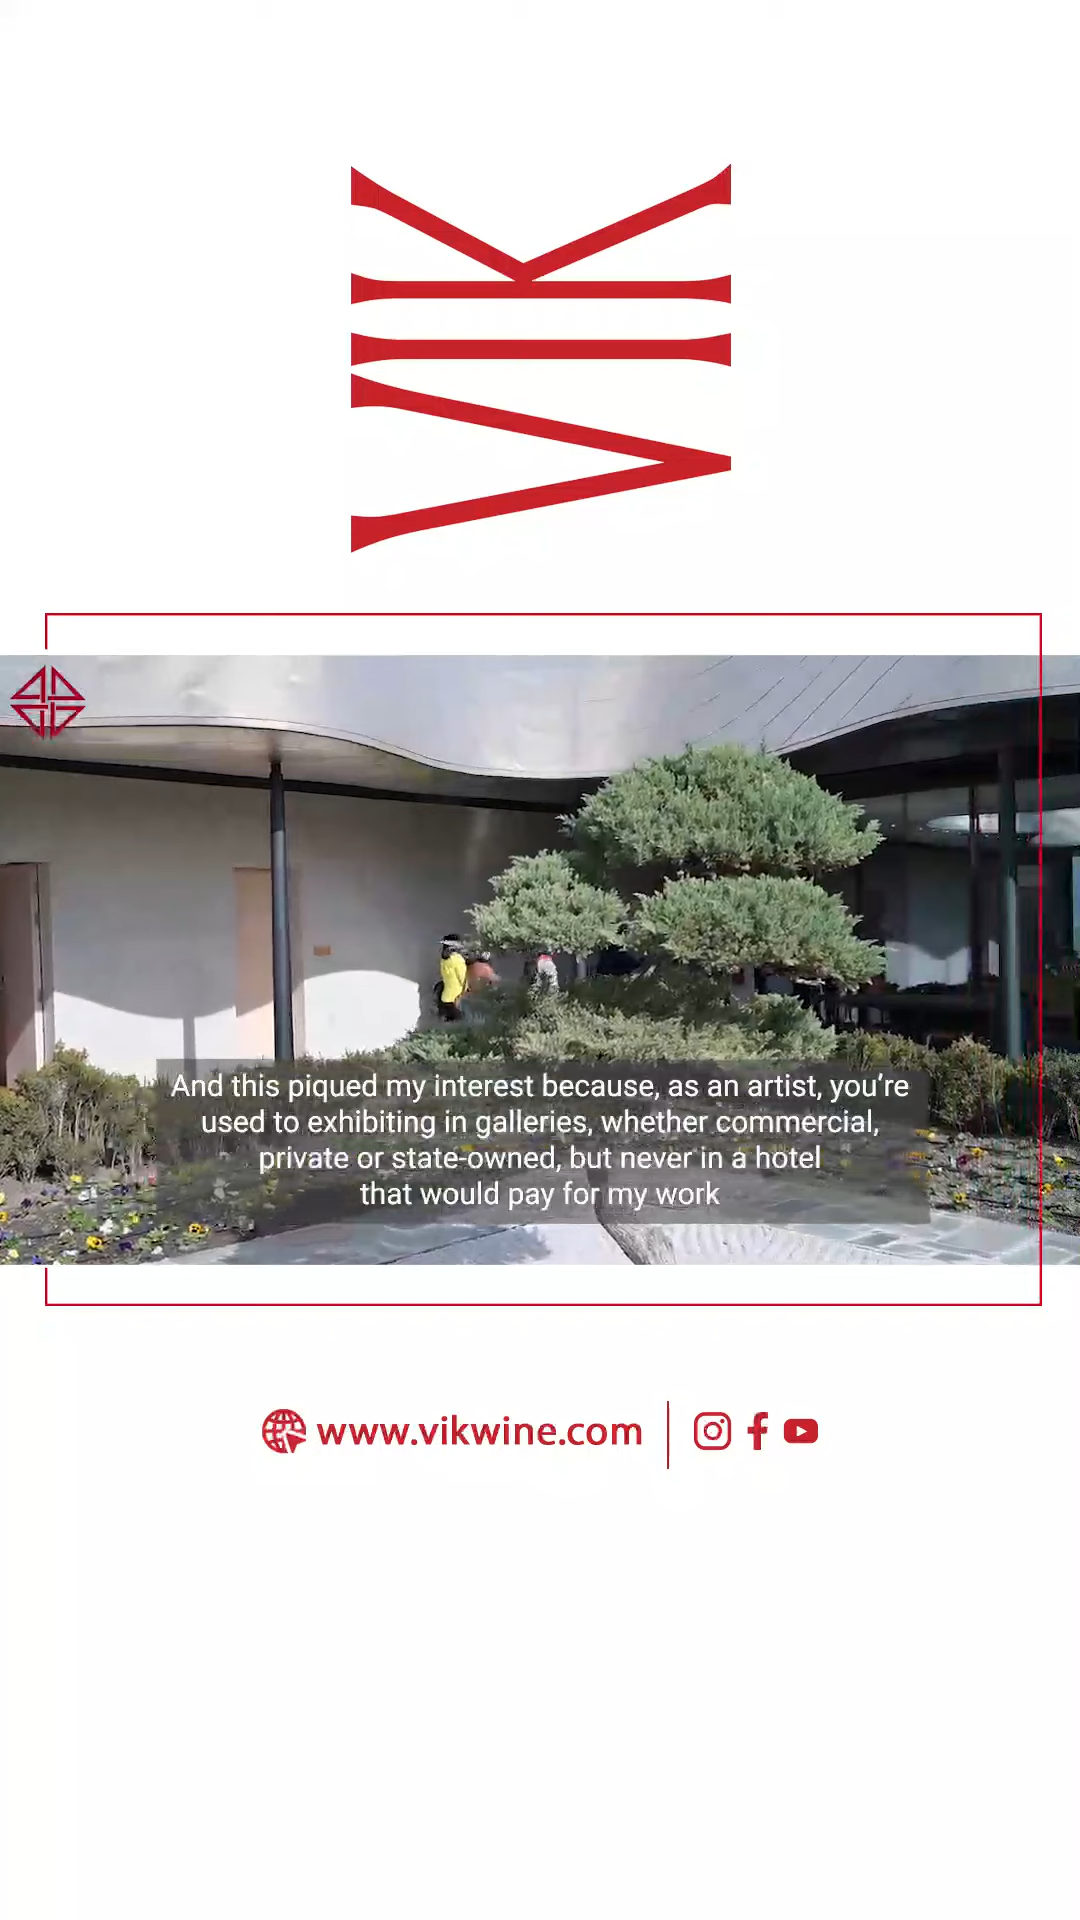 VIK
And this piqued my interest because, as an artist, you’re
used to exhibiting in galleries, whether commercial,
private or state-owned, but never in a hotel
that would pay for my work
www.vikwine.com